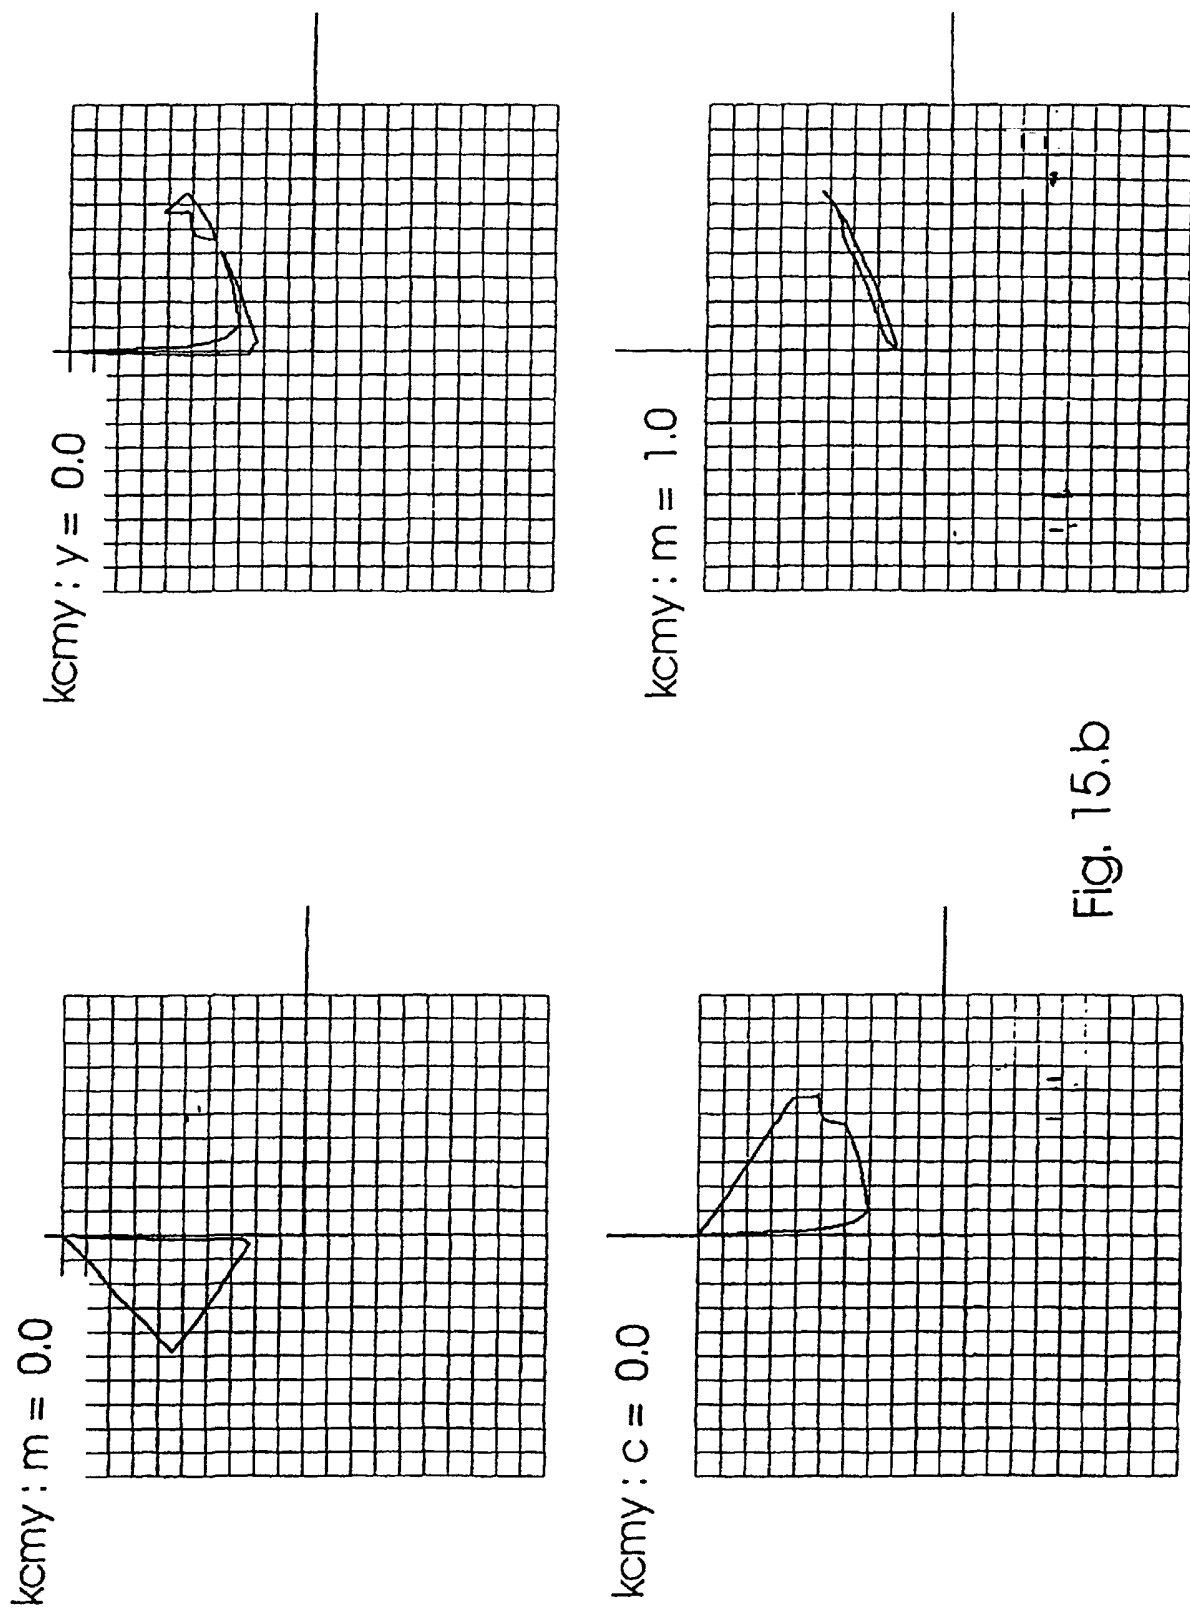 kcmy : m = 0.0
kcmy : y = 0.0
kcmy : c = 0.0
kcmy : m = 1.0
Fig. 15.b